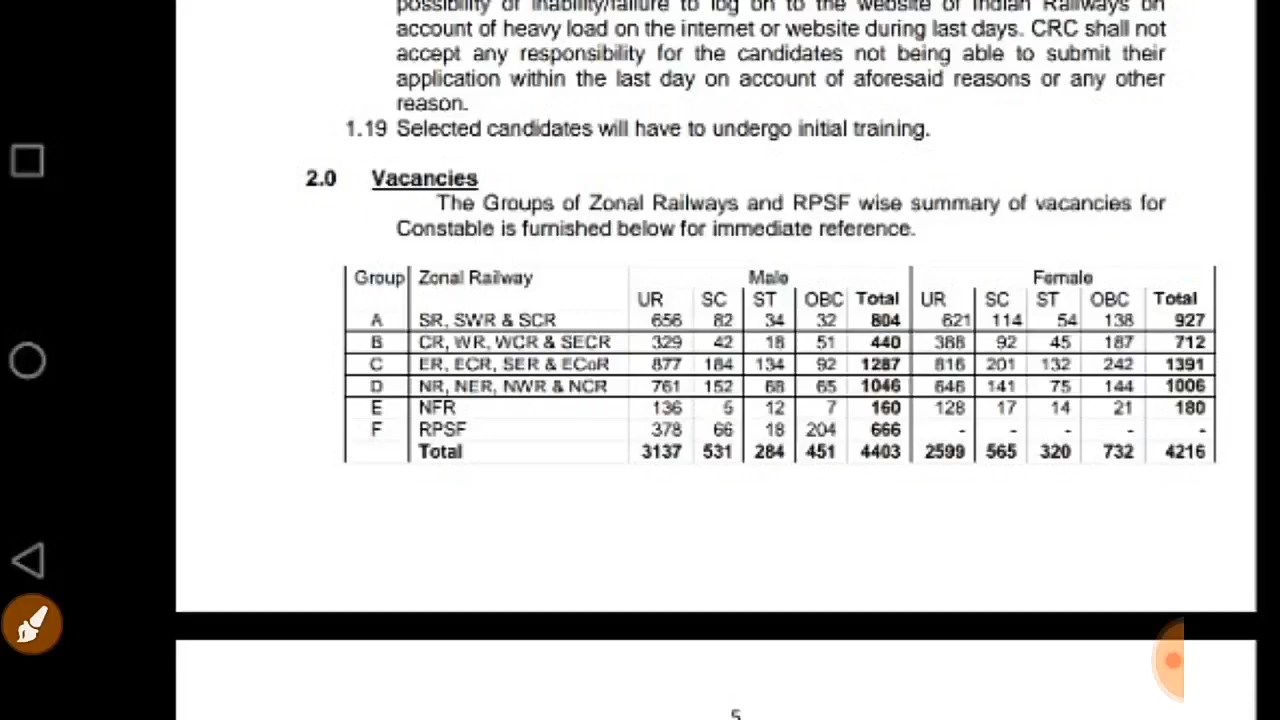 possibility of inability/failure to log on to the website of Indian Railways on
account of heavy load on the internet or website during last days. CRC shall not
accept any responsibility for the candidates not being able to submit their
application within the last day on account of aforesaid reasons or any other
reason.
1.19 Selected candidates will have to undergo initial training.
2.0 Vacancies
The Groups of Zonal Railways and RPSF wise summary of vacancies for
Constable is furnished below for immediate reference.
Group Zonal Railway Male Female
UR SC ST OBC Total UR SC ST OBC Total
A SR, SWR & SCR 656 82 34 32 804 621 114 54 138 927
B CR, WR, WCR & SECR 329 42 18 51 440 388 92 45 187 712
C ER, ECR, SER & ECoR 877 184 134 92 1287 816 201 132 242 1391
D NR, NER, NWR & NCR 761 152 68 65 1046 646 141 75 144 1006
E NFR 136 5 12 7 160 128 17 14 21 180
F RPSF 378 66 18 204 666 - - - - -
Total 3137 531 284 451 4403 2599 565 320 732 4216
5